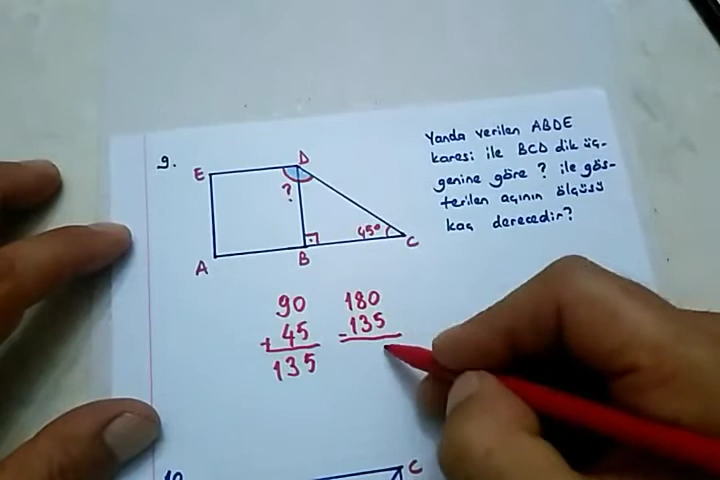 9.
Yanda verilen ABDE
karesi ile BCD dik üç-
genine göre ? ile gös-
terilen açının ölçüsü
kaç derecedir?
E
D
?
45°
C
A
B
90
+ 45
135
180
- 135
10
C